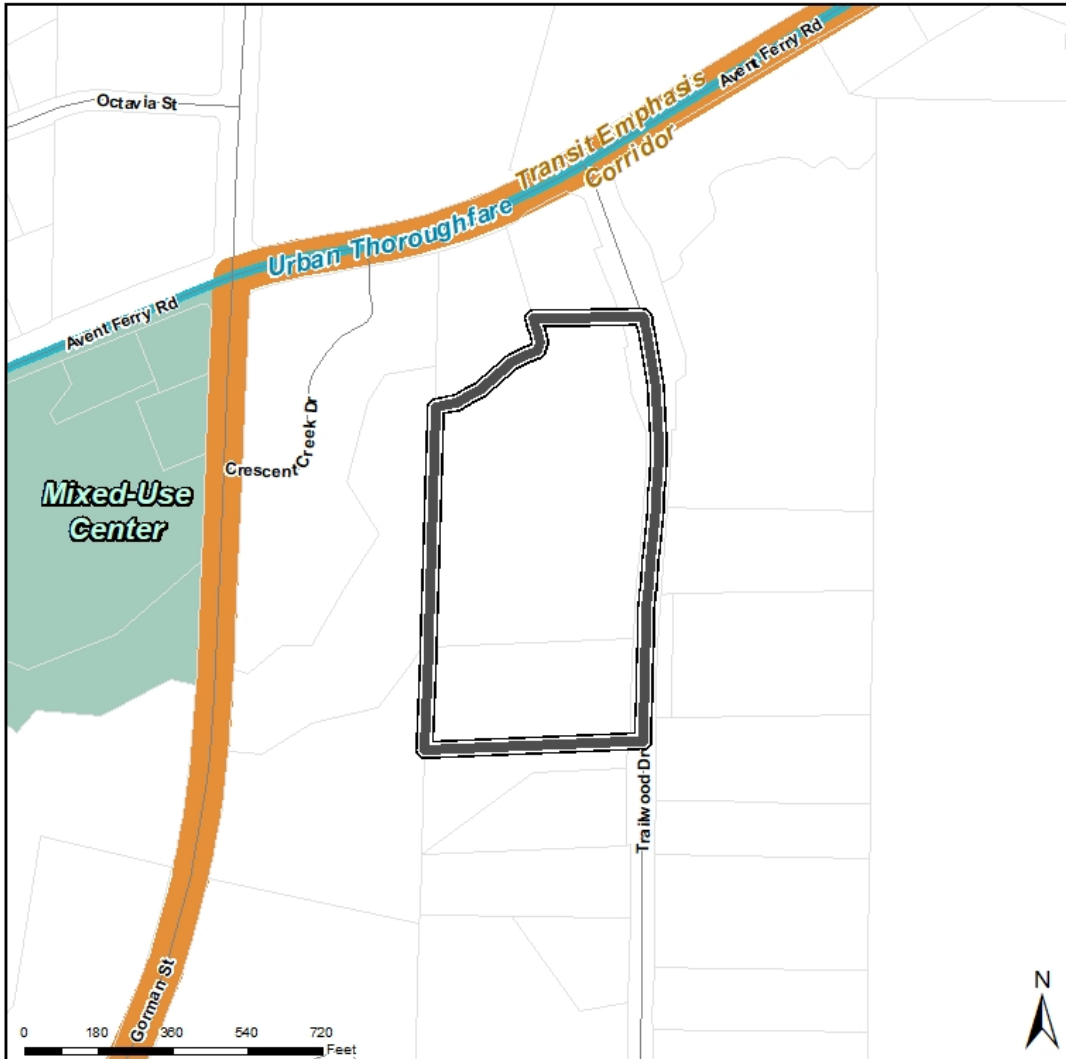 Octavia St
Avent Ferry Rd
Transit Emphasis
Corridor
Urban Thoroughfare
Avent Ferry Rd
Crescent Creek Dr
Mixed-Use
Center
Trailwood Dr
Gorman St
N
0 180 360 540 720
Feet